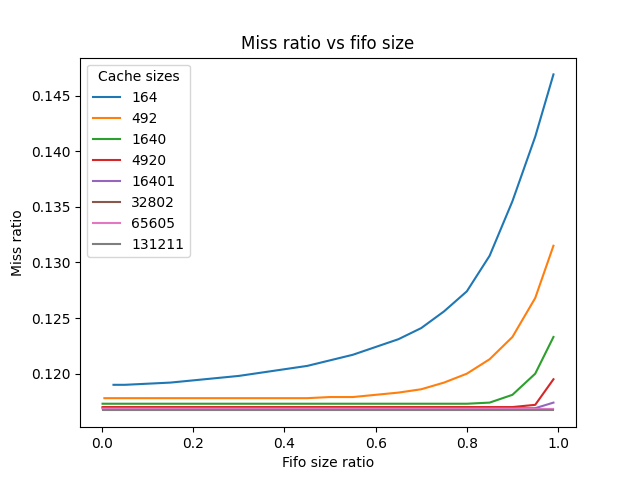 Miss ratio vs fifo size
Cache sizes
164
492
1640
4920
16401
32802
65605
131211
0.145
0.140
0.135
0.130
0.125
0.120
Miss ratio
0.0 0.2 0.4 0.6 0.8 1.0
Fifo size ratio